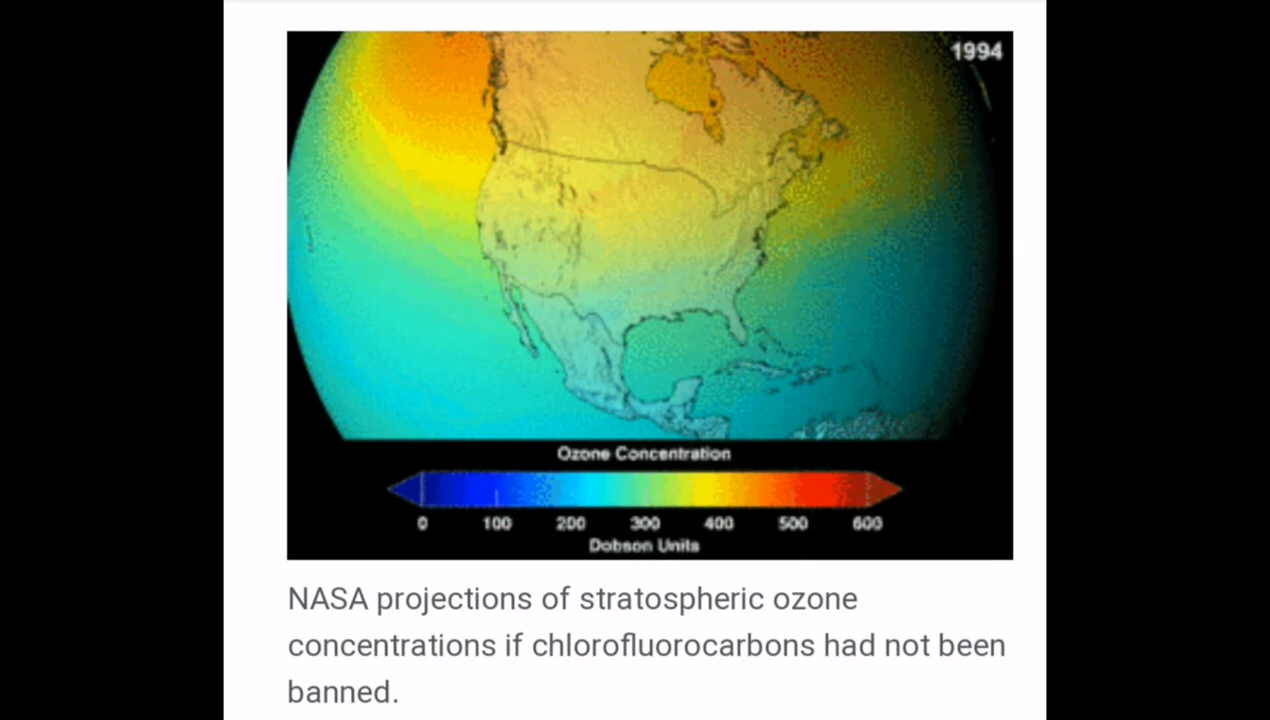 1994
Ozone Concentration
0 100 200 300 400 500 600
Dobson Units
NASA projections of stratospheric ozone
concentrations if chlorofluorocarbons had not been
banned.